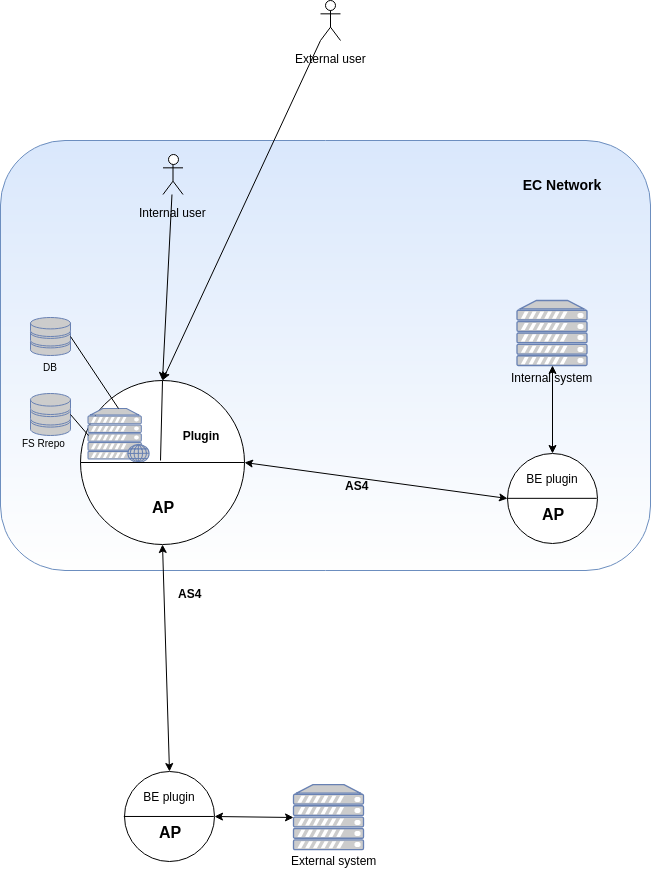 External user
EC Network
Internal user
DB
Internal system
FS Rrepo
Plugin
BE plugin
AS4
AP
AP
AS4
BE plugin
AP
External system